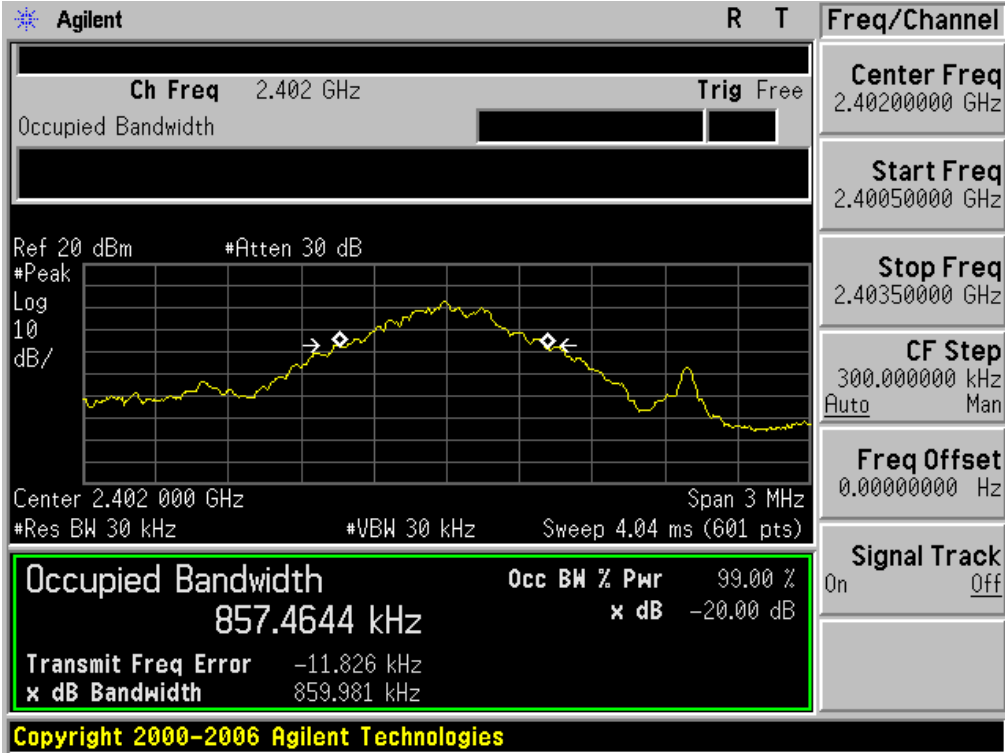 Agilent R T
Ch Freq 2.402 GHz Trig Free
Occupied Bandwidth
Ref 20 dBm #Atten 30 dB
#Peak
Log
10
dB/
Center 2.402 000 GHz Span 3 MHz
#Res BW 30 kHz #VBW 30 kHz Sweep 4.04 ms (601 pts)
Occupied Bandwidth Occ BW % Pwr 99.00 %
857.4644 kHz x dB -20.00 dB
Transmit Freq Error -11.826 kHz
x dB Bandwidth 859.981 kHz
Copyright 2000-2006 Agilent Technologies
Freq/Channel
Center Freq
2.40200000 GHz
Start Freq
2.40050000 GHz
Stop Freq
2.40350000 GHz
CF Step
300.000000 kHz
Auto Man
Freq Offset
0.00000000 Hz
Signal Track
On Off